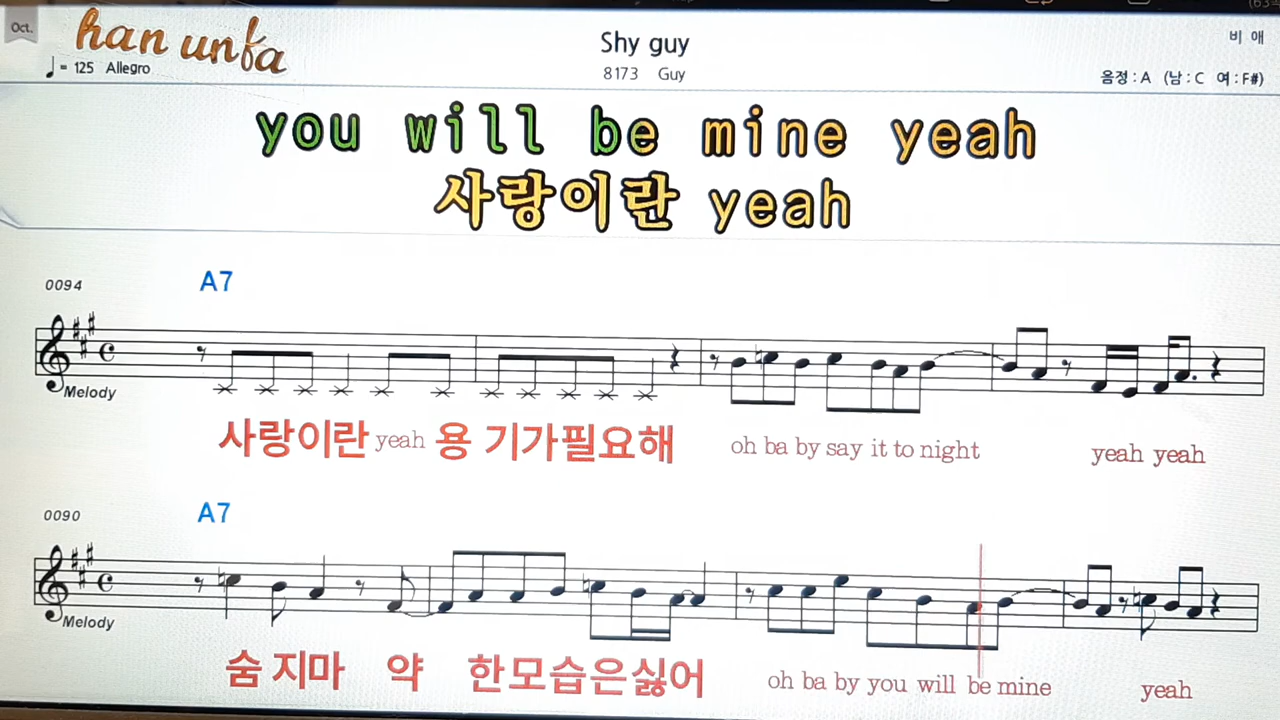 Oct.
han unfa
♩= 125 Allegro
Shy guy
8173 Guy
비 애
음정 : A (남 : C 여 : F#)
you will be mine yeah
사랑이란 yeah
0094
A7
Melody
사랑이란 yeah 용 기가필요해 oh ba by say it to night yeah yeah
0090
A7
Melody
숨 지마 약 한모습은싫어 oh ba by you will be mine yeah